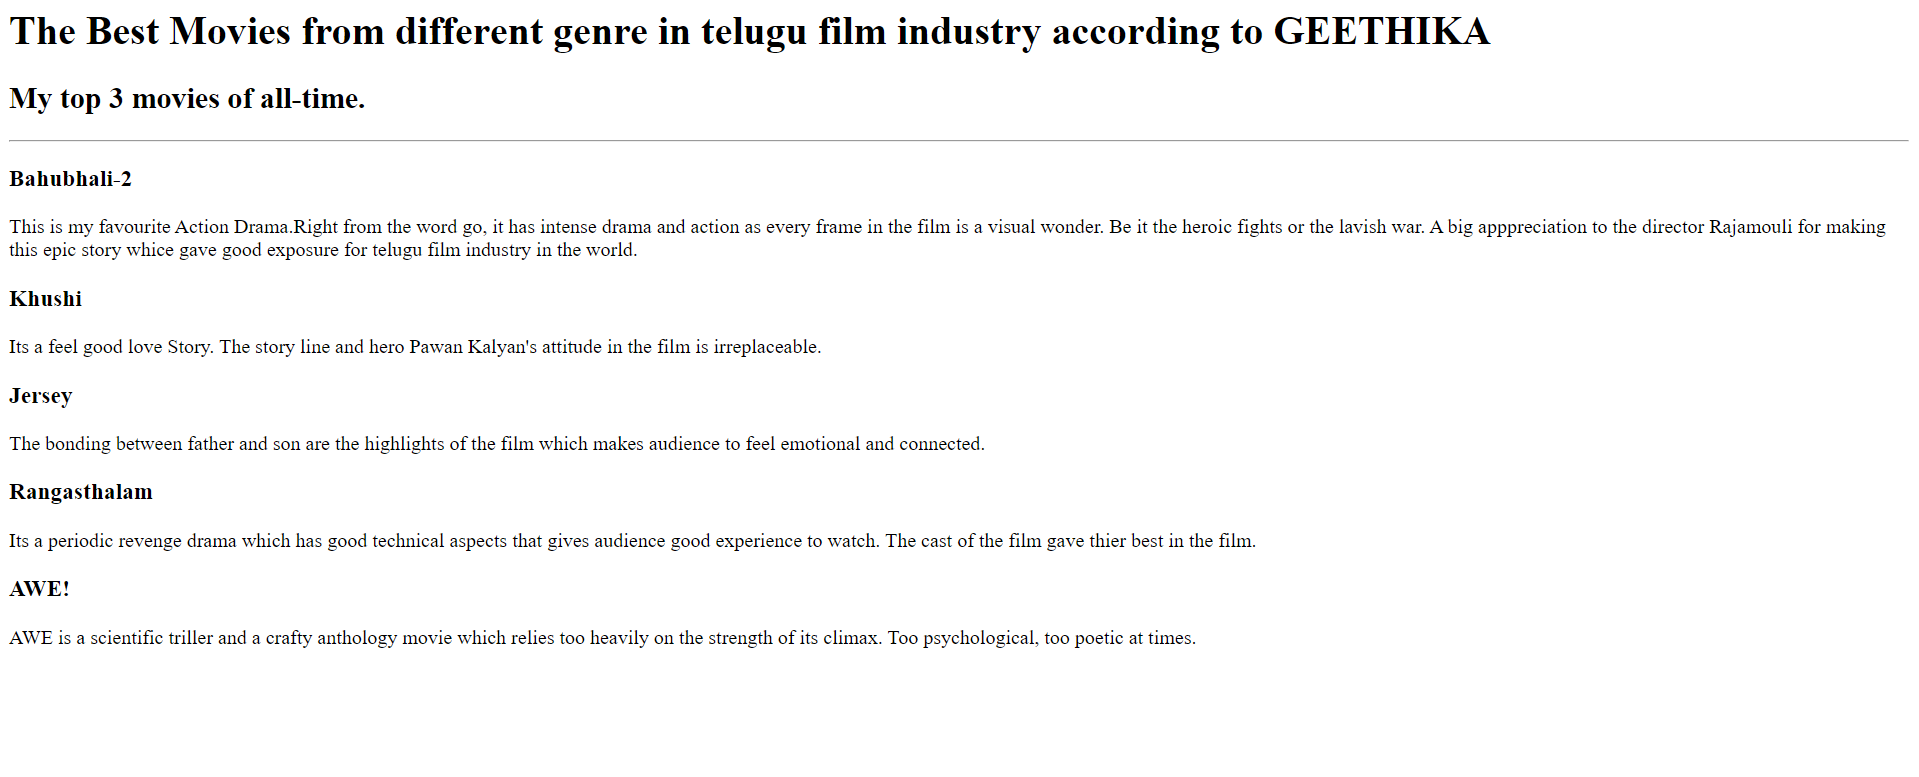 The Best Movies from different genre in telugu film industry according to GEETHIKA
My top 3 movies of all-time.
Bahubhali-2
This is my favourite Action Drama.Right from the word go, it has intense drama and action as every frame in the film is a visual wonder. Be it the heroic fights or the lavish war. A big apppreciation to the director Rajamouli for making
this epic story whice gave good exposure for telugu film industry in the world.
Khushi
Its a feel good love Story. The story line and hero Pawan Kalyan's attitude in the film is irreplaceable.
Jersey
The bonding between father and son are the highlights of the film which makes audience to feel emotional and connected.
Rangasthalam
Its a periodic revenge drama which has good technical aspects that gives audience good experience to watch. The cast of the film gave thier best in the film.
AWE!
AWE is a scientific triller and a crafty anthology movie which relies too heavily on the strength of its climax. Too psychological, too poetic at times.